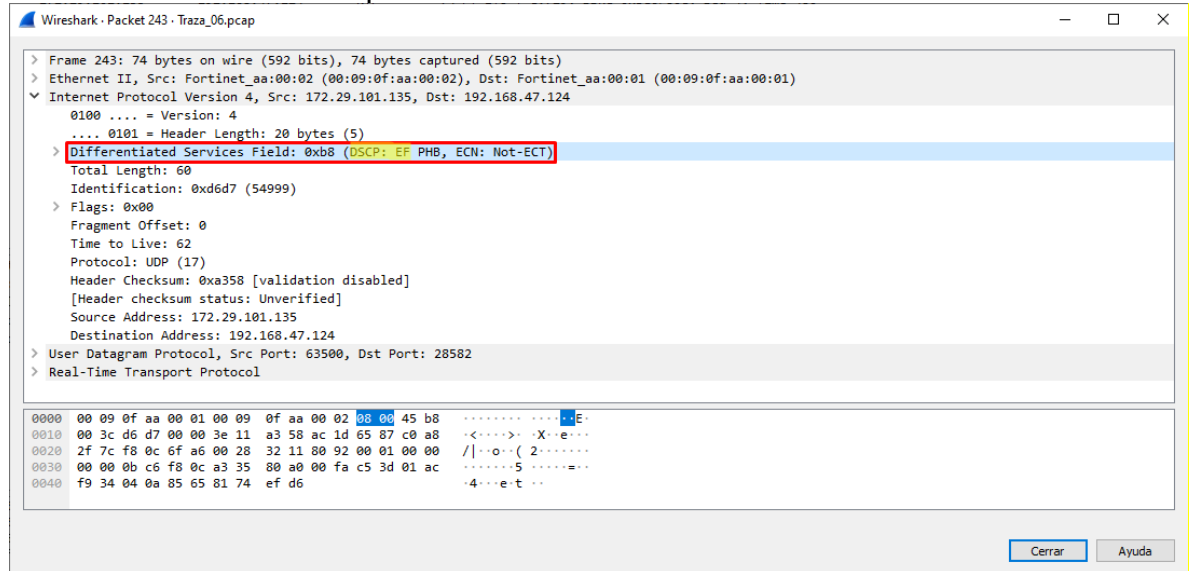 Wireshark · Packet 243 · Traza_06.pcap
> Frame 243: 74 bytes on wire (592 bits), 74 bytes captured (592 bits)
> Ethernet II, Src: Fortinet_aa:00:02 (00:09:0f:aa:00:02), Dst: Fortinet_aa:00:01 (00:09:0f:aa:00:01)
Internet Protocol Version 4, Src: 172.29.101.135, Dst: 192.168.47.124
0100 .... = Version: 4
.... 0101 = Header Length: 20 bytes (5)
> Differentiated Services Field: 0xb8 (DSCP: EF PHB, ECN: Not-ECT)
Total Length: 60
Identification: 0xd6d7 (54999)
> Flags: 0x00
Fragment Offset: 0
Time to Live: 62
Protocol: UDP (17)
Header Checksum: 0xa358 [validation disabled]
[Header checksum status: Unverified]
Source Address: 172.29.101.135
Destination Address: 192.168.47.124
> User Datagram Protocol, Src Port: 63500, Dst Port: 28582
> Real-Time Transport Protocol
0000 00 09 0f aa 00 01 00 09 0f aa 00 02 08 00 45 b8 ········ ······E·
0010 00 3c d6 d7 00 00 3e 11 a3 58 ac 1d 65 87 c0 a8 ·<····>· ·X··e···
0020 2f 7c f8 0c 6f a6 00 28 32 11 80 92 00 01 00 00 /|··o··( 2·······
0030 00 00 0b c6 f8 0c a3 35 80 a0 00 fa c5 3d 01 ac ·······5 ·····=··
0040 f9 34 04 0a 85 65 81 74 ef d6 ·4···e·t ··
Cerrar Ayuda